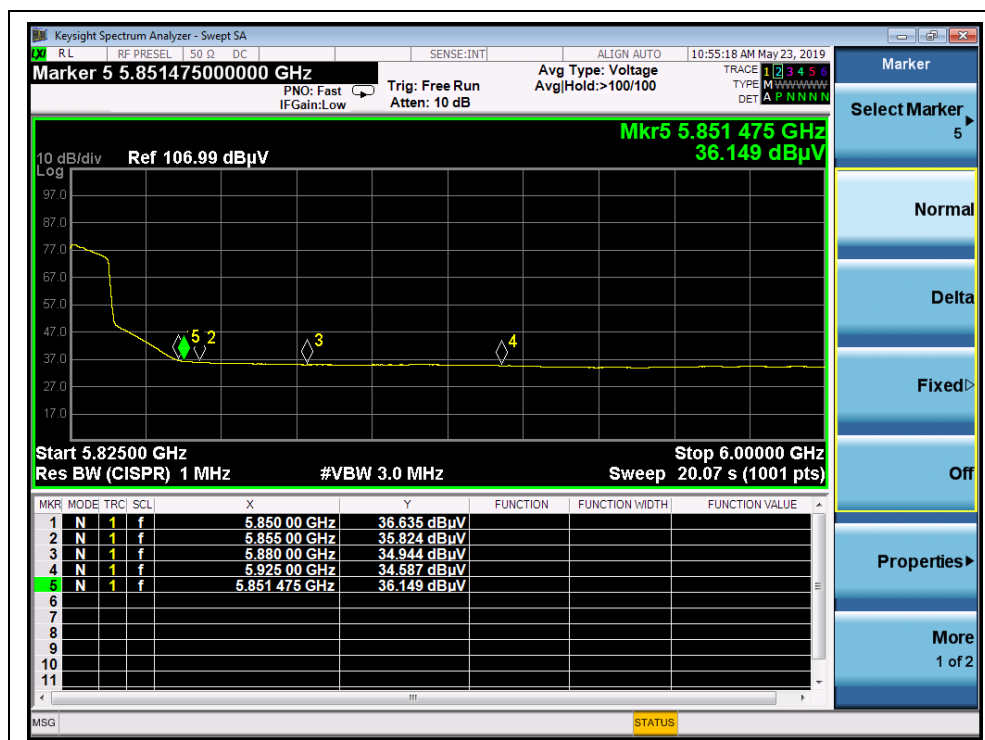 Keysight Spectrum Analyzer - Swept SA
LXI RL RF PRESEL 50 Ω DC SENSE:INT ALIGN AUTO 10:55:18 AM May 23, 2019
Marker 5 5.851475000000 GHz
PNO: Fast
IFGain:Low
Trig: Free Run
Atten: 10 dB
Avg Type: Voltage
Avg|Hold:>100/100
TRACE 1 2 3 4 5 6
TYPE M WWWWW
DET A P N N N N
Mkr5 5.851 475 GHz
36.149 dBµV
10 dB/div Ref 106.99 dBµV
Log
97.0
87.0
77.0
67.0
57.0
47.0
37.0
27.0
17.0
5 2
3
4
Start 5.82500 GHz Stop 6.00000 GHz
Res BW (CISPR) 1 MHz #VBW 3.0 MHz Sweep 20.07 s (1001 pts)
MKR MODE TRC SCL X Y FUNCTION FUNCTION WIDTH FUNCTION VALUE
1 N 1 f 5.850 00 GHz 36.635 dBµV
2 N 1 f 5.855 00 GHz 35.824 dBµV
3 N 1 f 5.880 00 GHz 34.944 dBµV
4 N 1 f 5.925 00 GHz 34.587 dBµV
5 N 1 f 5.851 475 GHz 36.149 dBµV
6
7
8
9
10
11
MSG STATUS
Marker
Select Marker
5
Normal
Delta
Fixed
Off
Properties
More
1 of 2